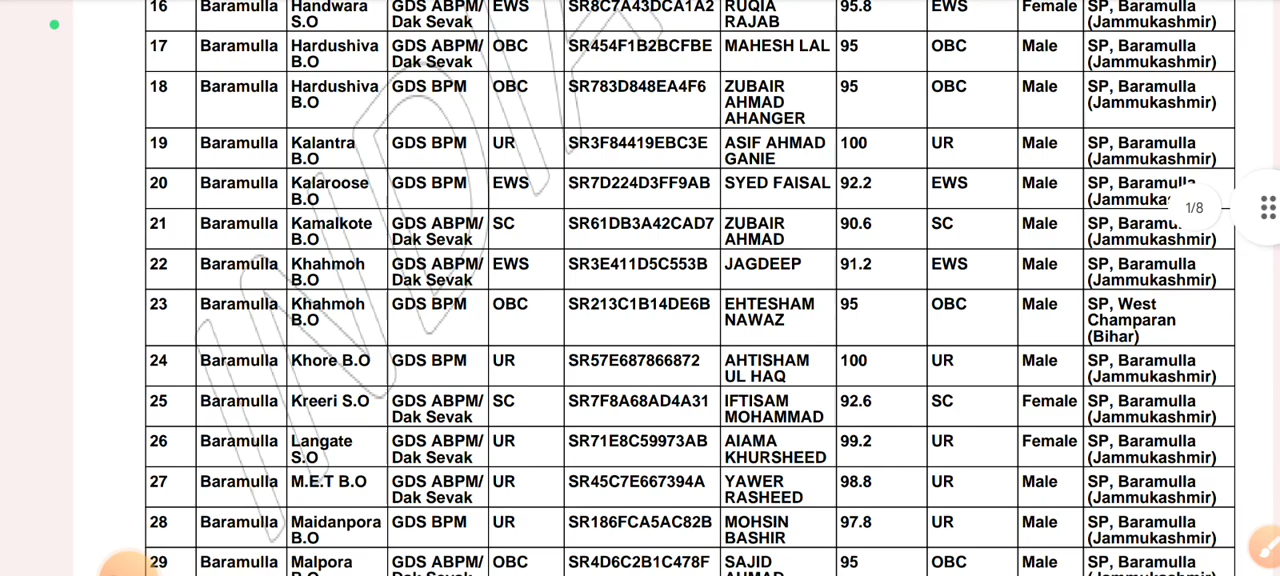 16 Baramulla Handwara S.O GDS ABPM/ Dak Sevak EWS SR8C7A43DCA1A2 RUQIA RAJAB 95.8 EWS Female SP, Baramulla (Jammukashmir)
17 Baramulla Hardushiva B.O GDS ABPM/ Dak Sevak OBC SR454F1B2BCFBE MAHESH LAL 95 OBC Male SP, Baramulla (Jammukashmir)
18 Baramulla Hardushiva B.O GDS BPM OBC SR783D848EA4F6 ZUBAIR AHMAD AHANGER 95 OBC Male SP, Baramulla (Jammukashmir)
19 Baramulla Kalantra B.O GDS BPM UR SR3F84419EBC3E ASIF AHMAD GANIE 100 UR Male SP, Baramulla (Jammukashmir)
20 Baramulla Kalaroose B.O GDS BPM EWS SR7D224D3FF9AB SYED FAISAL 92.2 EWS Male SP, Baramulla
1/8
21 Baramulla Kamalkote B.O GDS ABPM/ Dak Sevak SC SR61DB3A42CAD7 ZUBAIR AHMAD 90.6 SC Male SP, (Jammukashmir)
22 Baramulla Khahmoh B.O GDS ABPM/ Dak Sevak EWS SR3E411D5C553B JAGDEEP 91.2 EWS Male SP, Baramulla (Jammukashmir)
23 Baramulla Khahmoh B.O GDS BPM OBC SR213C1B14DE6B EHTESHAM NAWAZ 95 OBC Male SP, West Champaran (Bihar)
24 Baramulla Khore B.O GDS BPM UR SR57E687866872 AHTISHAM UL HAQ 100 UR Male SP, Baramulla (Jammukashmir)
25 Baramulla Kreeri S.O GDS ABPM/ Dak Sevak SC SR7F8A68AD4A31 IFTISAM MOHAMMAD 92.6 SC Female SP, Baramulla (Jammukashmir)
26 Baramulla Langate S.O GDS ABPM/ Dak Sevak UR SR71E8C59973AB AIAMA KHURSHEED 99.2 UR Female SP, Baramulla (Jammukashmir)
27 Baramulla M.E.T B.O GDS ABPM/ Dak Sevak UR SR45C7E667394A YAWER RASHEED 98.8 UR Male SP, Baramulla (Jammukashmir)
28 Baramulla Maidanpora B.O GDS BPM UR SR186FCA5AC82B MOHSIN BASHIR 97.8 UR Male SP, Baramulla (Jammukashmir)
29 Baramulla Malpora GDS ABPM/ Dak Sevak OBC SR4D6C2B1C478F SAJID 95 OBC Male SP, Baramulla (Jammukashmir)